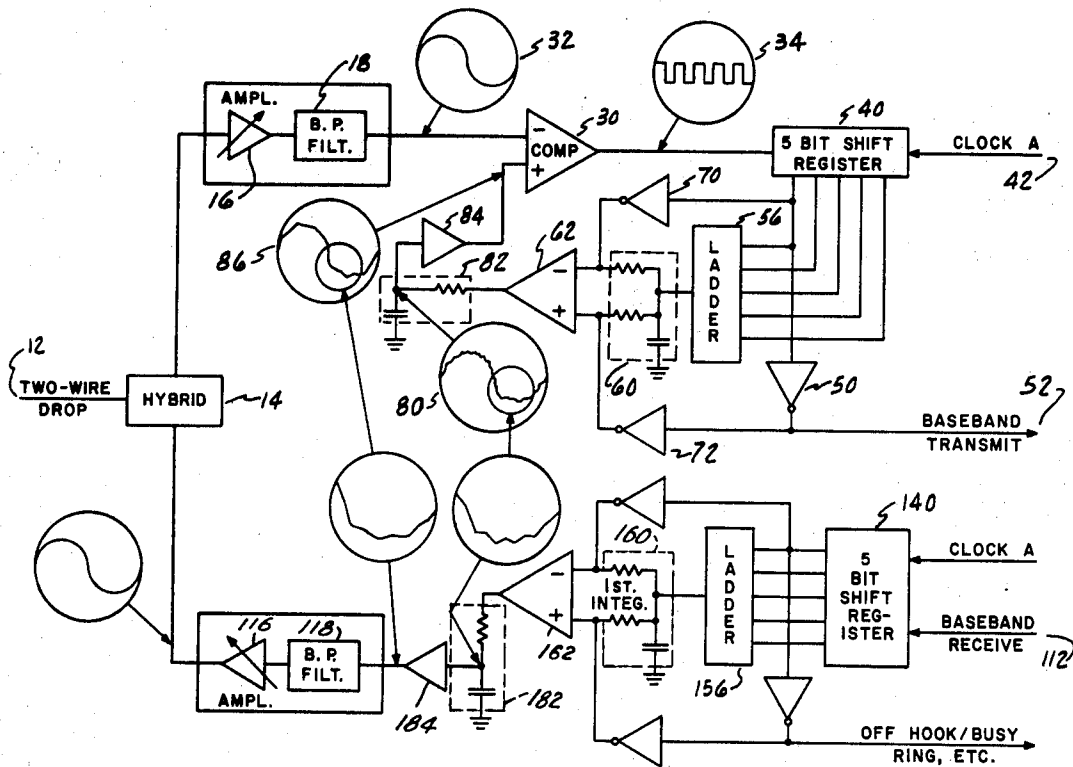 32
34
18
AMPL.
B. P.
FILT.
16
−
COMP
+
30
40
5 BIT SHIFT
REGISTER
CLOCK A
42
70
84
86
82
62
−
+
56
LADDER
60
80
50
12
TWO-WIRE
DROP
HYBRID
14
72
BASEBAND
TRANSMIT
52
140
160
1ST.
INTEG.
−
+
162
LADDER
156
5
BIT
SHIFT
REG-
ISTER
CLOCK A
BASEBAND
RECEIVE
112
116
118
B. P.
FILT.
AMPL.
184
182
OFF HOOK/BUSY
RING, ETC.